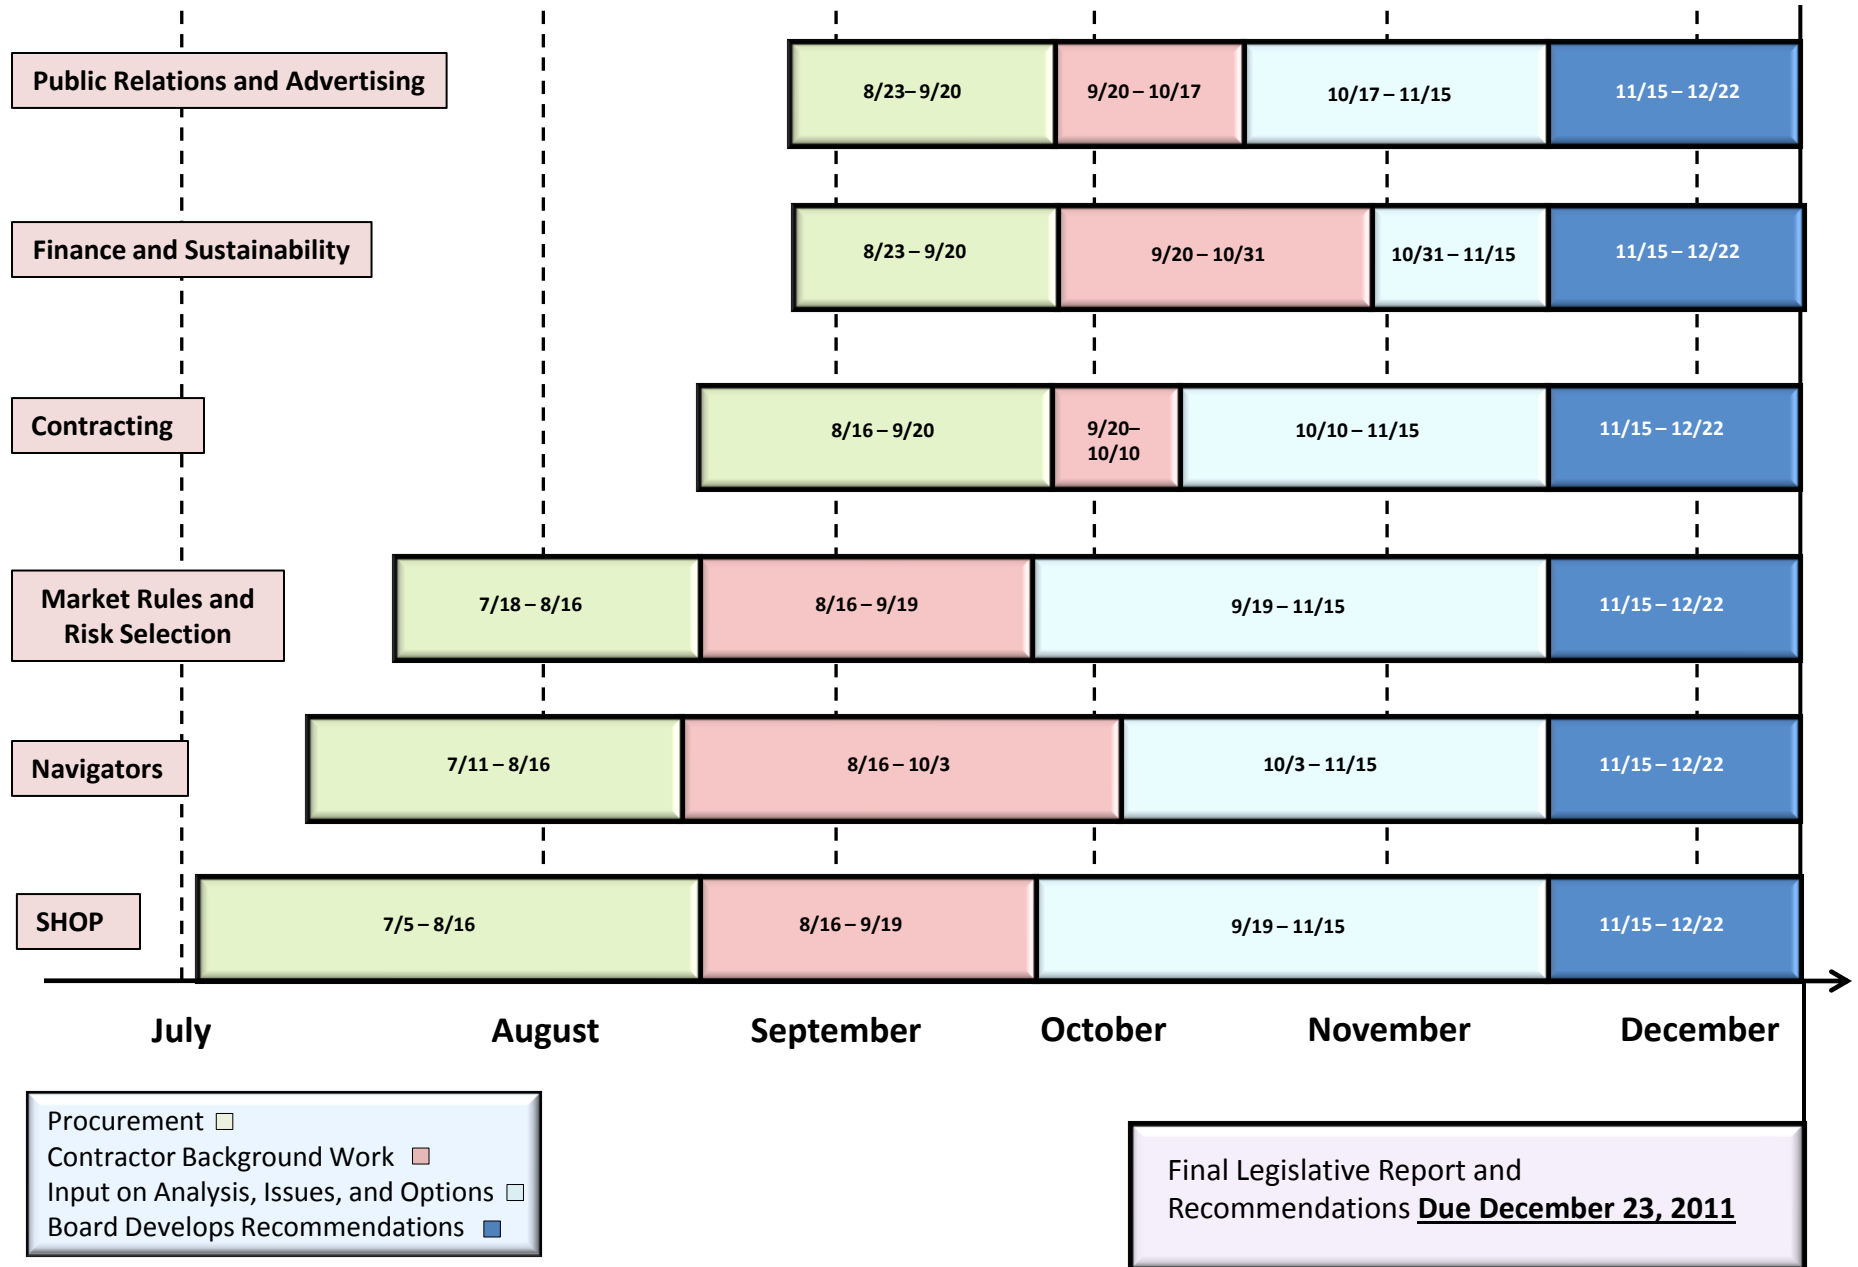 Public Relations and Advertising
8/23– 9/20
9/20 – 10/17
10/17 – 11/15
11/15 – 12/22
Finance and Sustainability
8/23 – 9/20
9/20 – 10/31
10/31 – 11/15
11/15 – 12/22
Contracting
8/16 – 9/20
9/20–
10/10
10/10 – 11/15
11/15 – 12/22
Market Rules and
Risk Selection
7/18 – 8/16
8/16 – 9/19
9/19 – 11/15
11/15 – 12/22
Navigators
7/11 – 8/16
8/16 – 10/3
10/3 – 11/15
11/15 – 12/22
SHOP
7/5 – 8/16
8/16 – 9/19
9/19 – 11/15
11/15 – 12/22
July
August
September
October
November
December
Procurement
Contractor Background Work
Input on Analysis, Issues, and Options
Board Develops Recommendations
Final Legislative Report and
Recommendations Due December 23, 2011